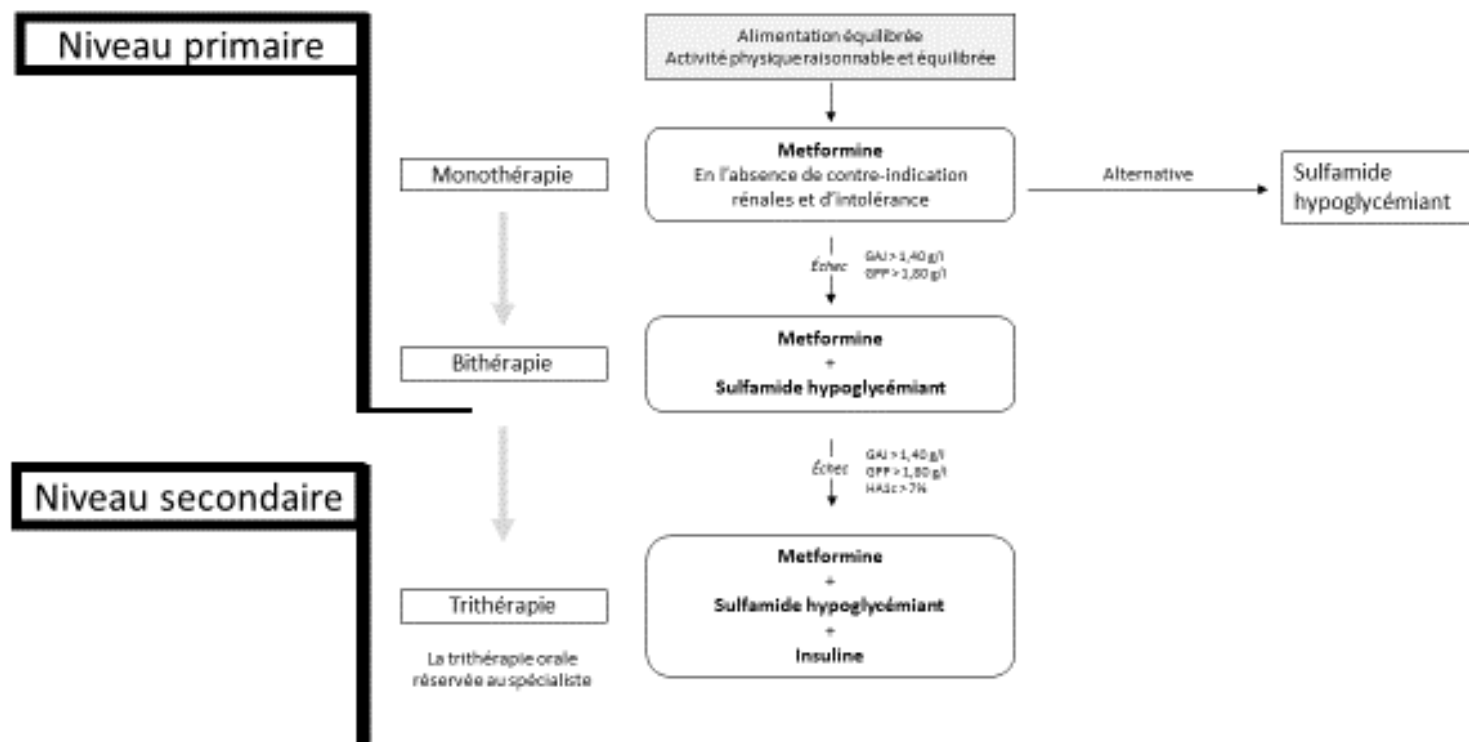 Niveau primaire
Alimentation équilibrée
Activité physique raisonnable et équilibrée
Monothérapie
Metformine
En l'absence de contre-indication
rénales et d'intolérance
Alternative
Sulfamide
hypoglycémiant
Échec
GAJ > 1,40 g/l
GPP > 1,80 g/l
Bithérapie
Metformine
+
Sulfamide hypoglycémiant
Échec
GAJ > 1,40 g/l
GPP > 1,80 g/l
HA1c > 7%
Niveau secondaire
Trithérapie
La trithérapie orale
réservée au spécialiste
Metformine
+
Sulfamide hypoglycémiant
+
Insuline